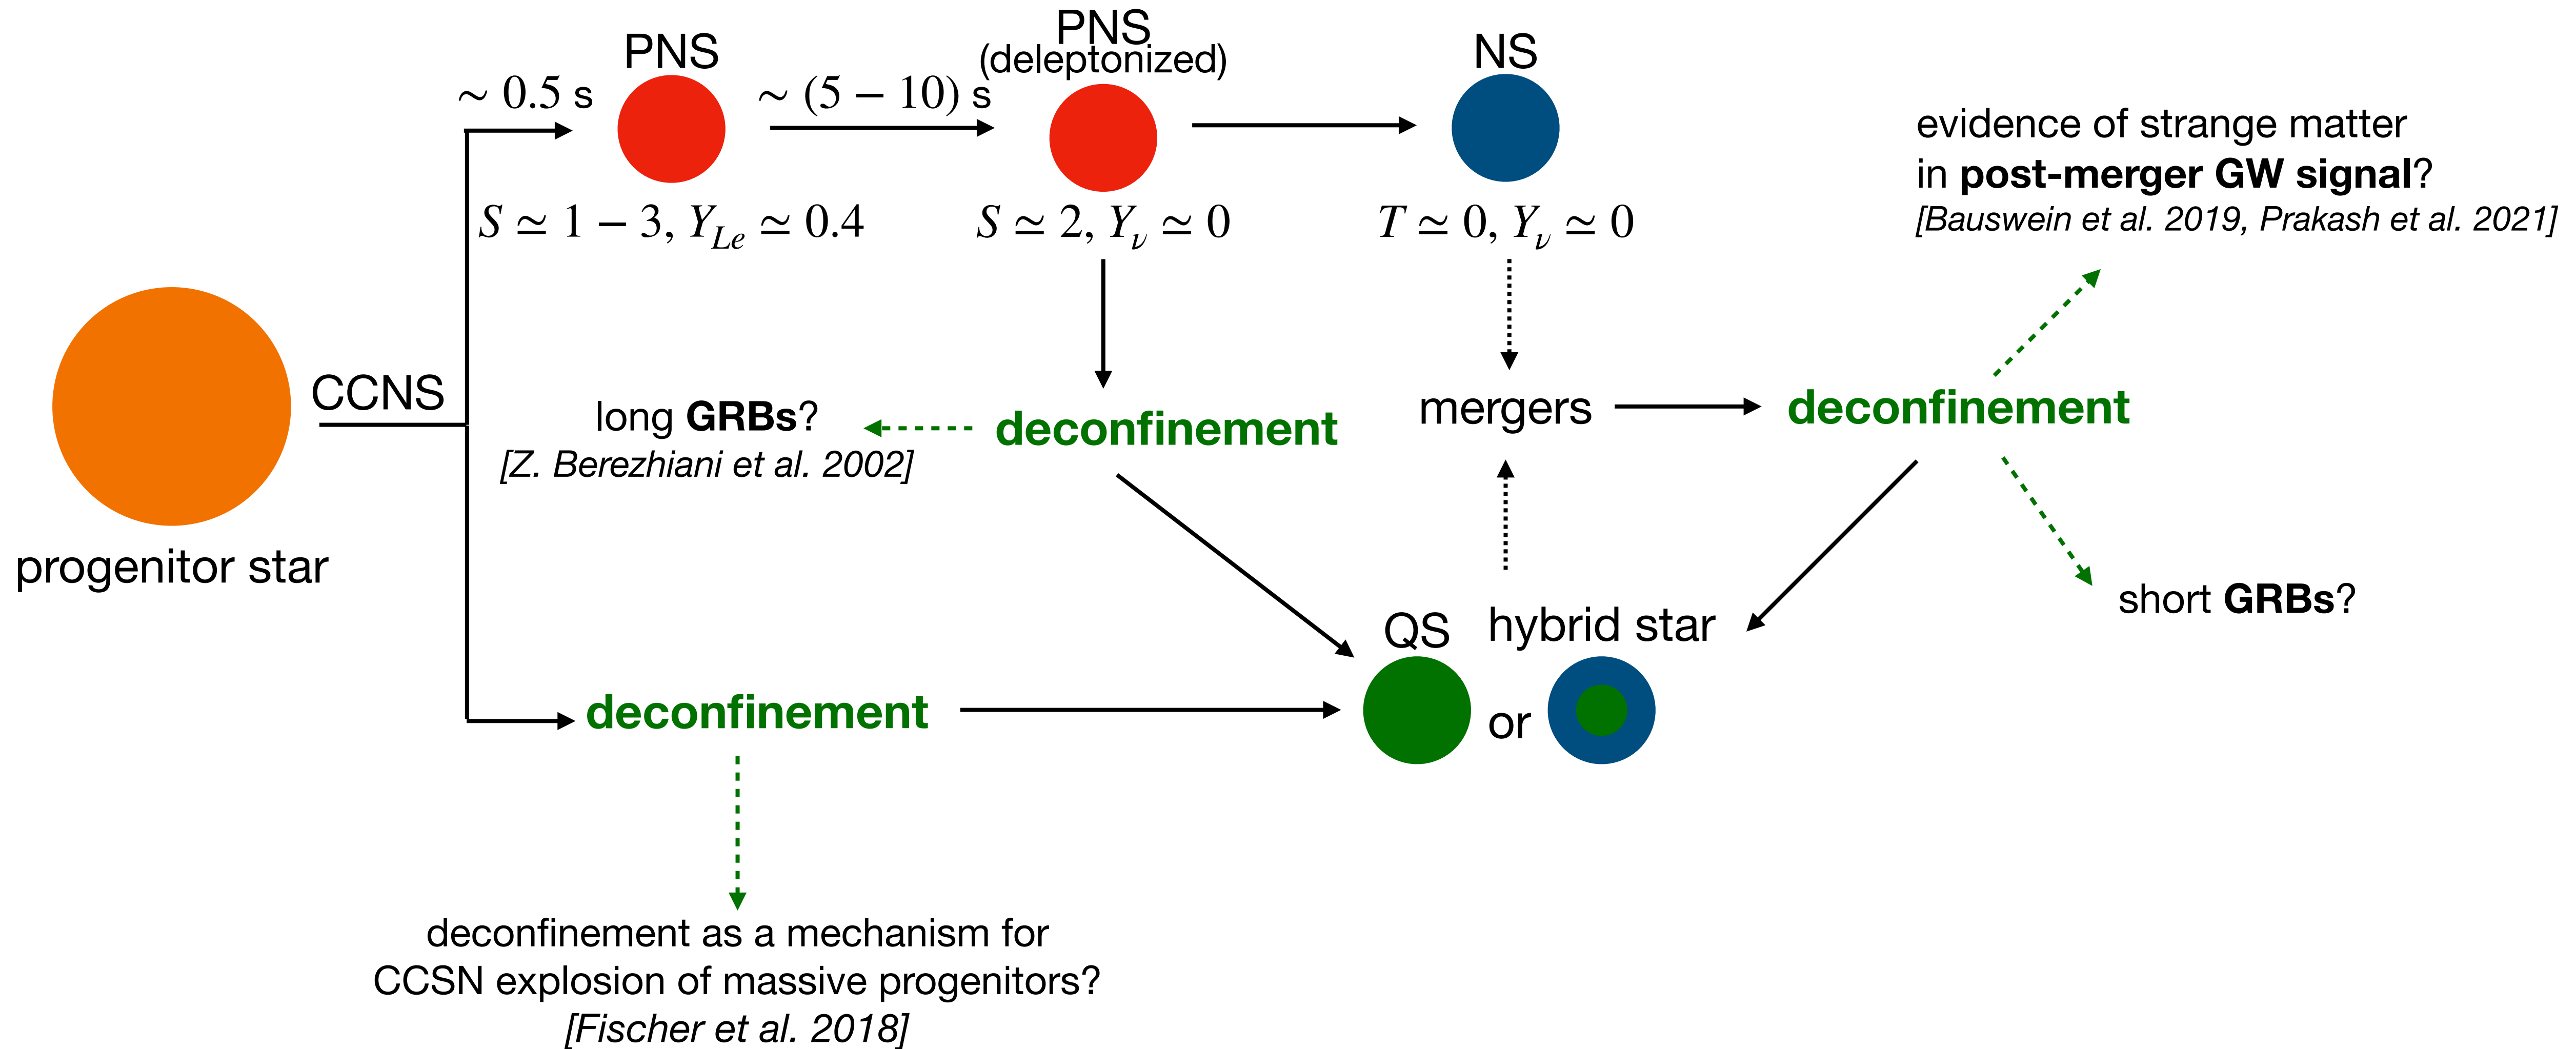 PNS
PNS
(deleptonized)
NS
∼ 0.5 s
∼ (5 − 10) s
S ≃ 1 − 3, Y_{Le} ≃ 0.4
S ≃ 2, Y_ν ≃ 0
T ≃ 0, Y_ν ≃ 0
evidence of strange matter
in post-merger GW signal?
[Bauswein et al. 2019, Prakash et al. 2021]
CCNS
progenitor star
long GRBs?
[Z. Berezhiani et al. 2002]
deconfinement
mergers
deconfinement
short GRBs?
QS
hybrid star
or
deconfinement
deconfinement as a mechanism for
CCSN explosion of massive progenitors?
[Fischer et al. 2018]